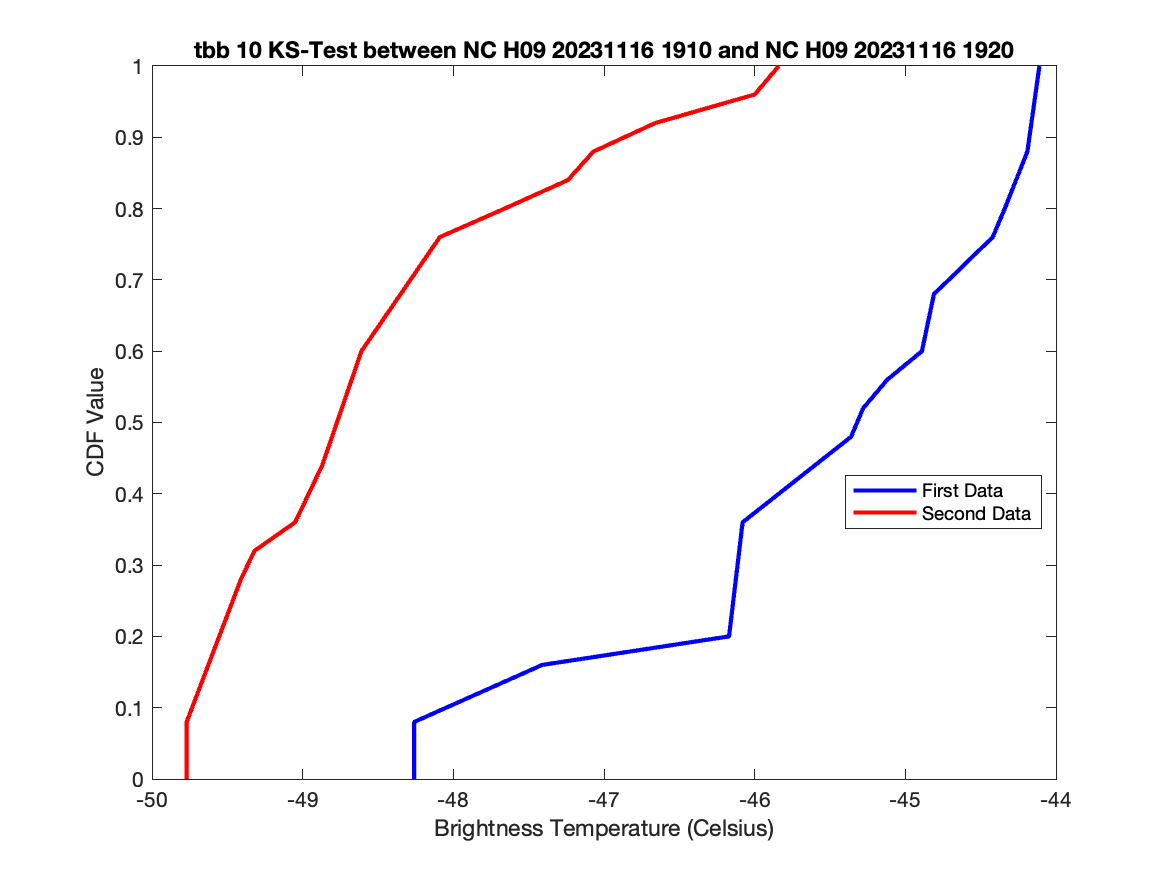 tbb 10 KS-Test between NC H09 20231116 1910 and NC H09 20231116 1920
1
0.9
0.8
0.7
0.6
0.5
0.4
0.3
0.2
0.1
0
CDF Value
First Data
Second Data
-50 -49 -48 -47 -46 -45 -44
Brightness Temperature (Celsius)